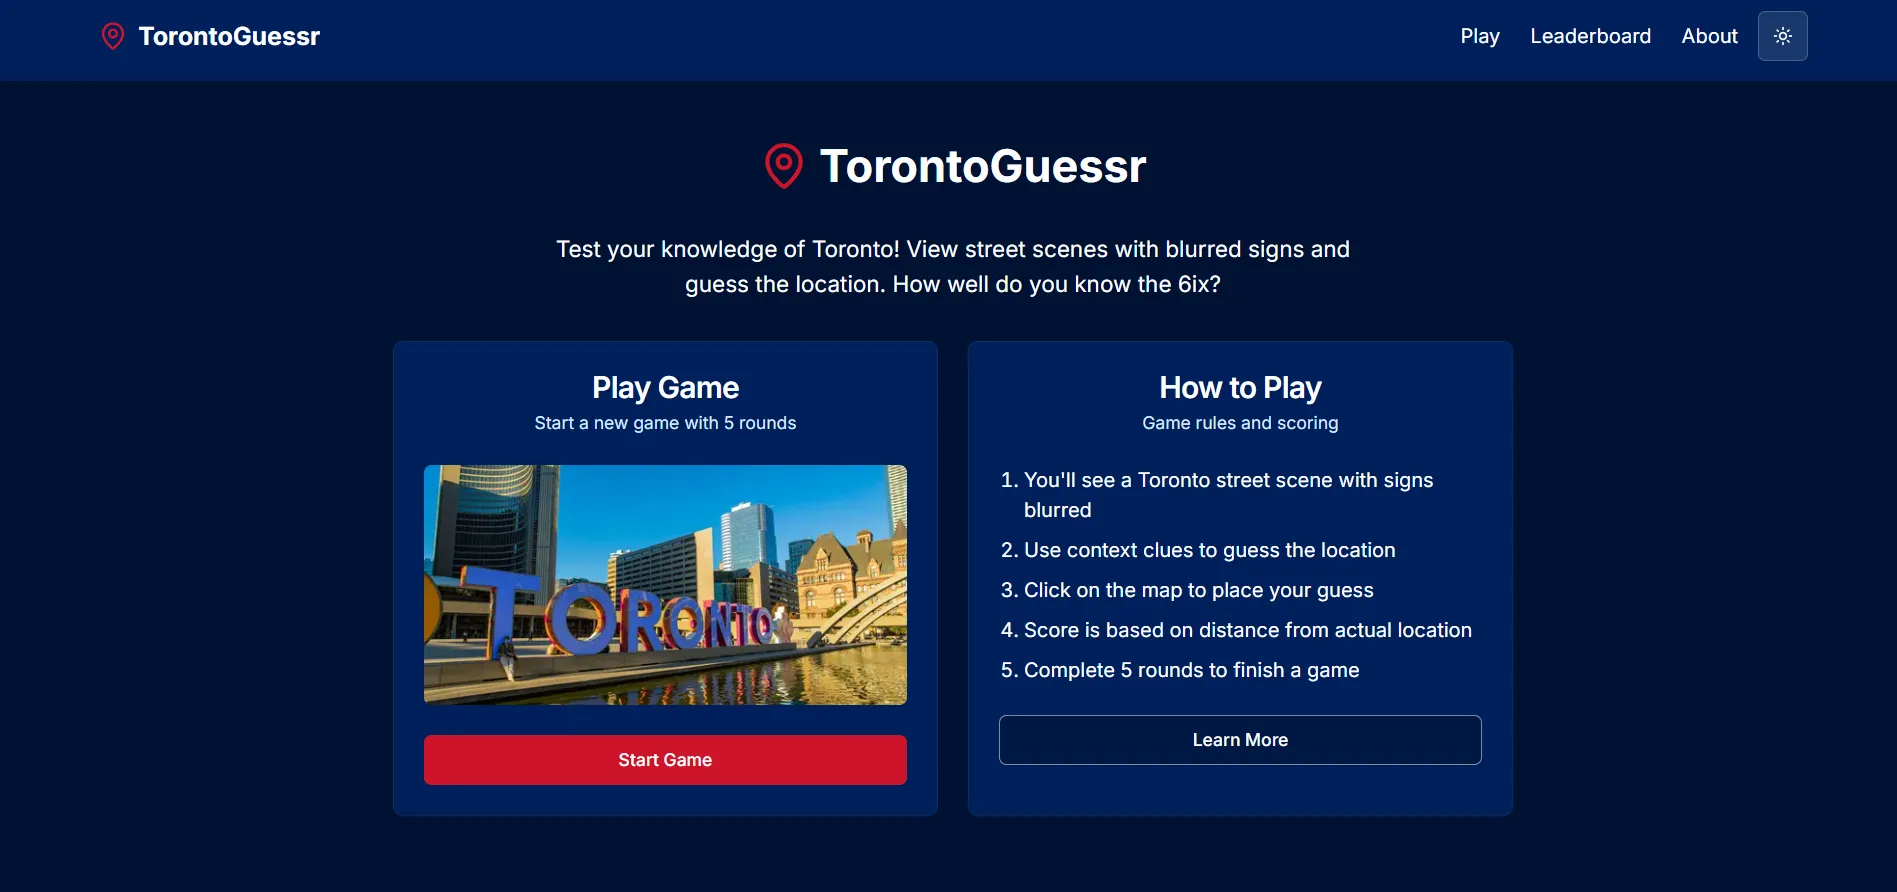 TorontoGuessr
Play
Leaderboard
About
TorontoGuessr
Test your knowledge of Toronto! View street scenes with blurred signs and
guess the location. How well do you know the 6ix?
Play Game
Start a new game with 5 rounds
TORONTO
Start Game
How to Play
Game rules and scoring
1. You'll see a Toronto street scene with signs
blurred
2. Use context clues to guess the location
3. Click on the map to place your guess
4. Score is based on distance from actual location
5. Complete 5 rounds to finish a game
Learn More